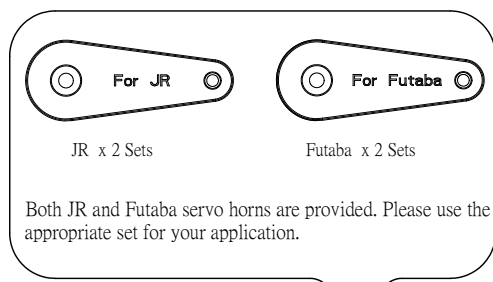 For JR
For Futaba
JR x 2 Sets
Futaba x 2 Sets
Both JR and Futaba servo horns are provided. Please use the
appropriate set for your application.